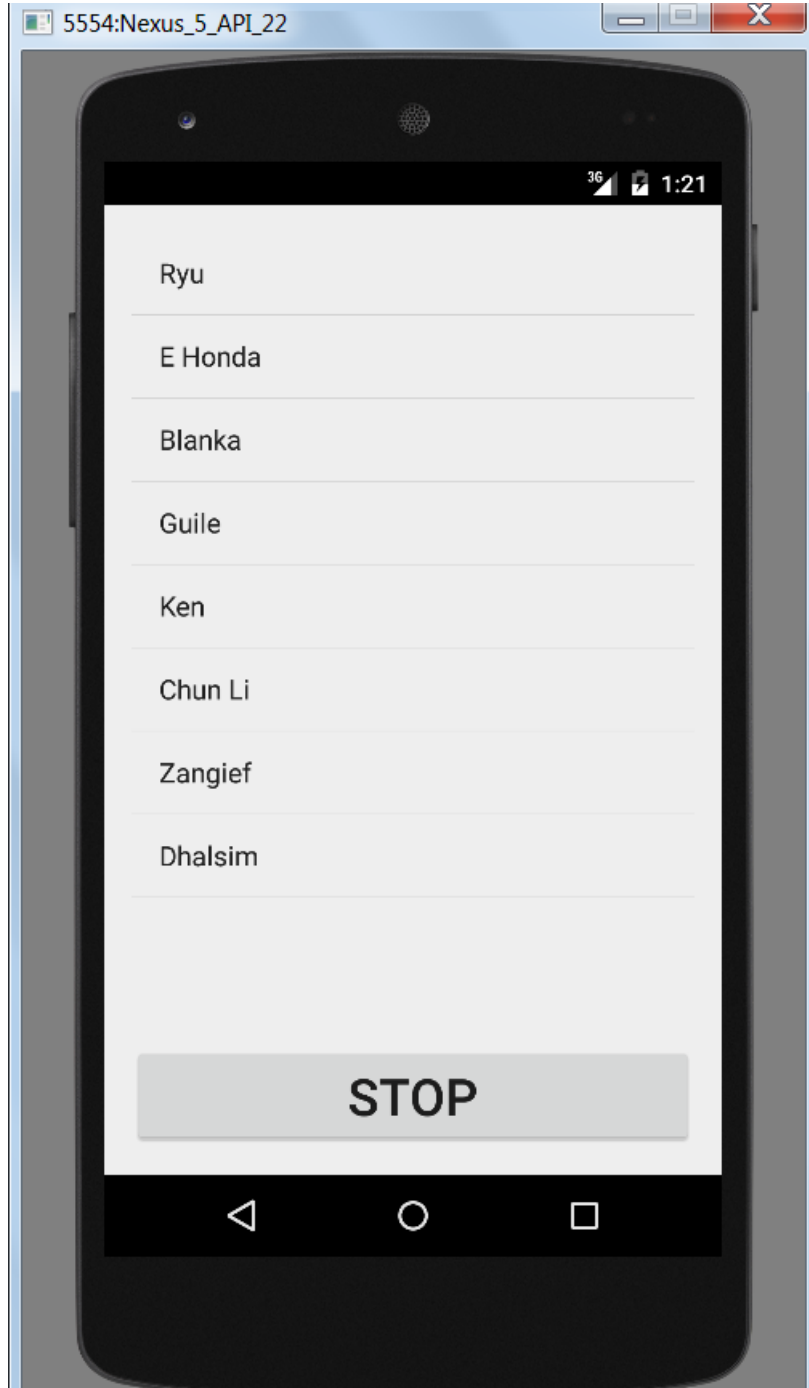 5554:Nexus_5_API_22
3G 1:21
Ryu
E Honda
Blanka
Guile
Ken
Chun Li
Zangief
Dhalsim
STOP